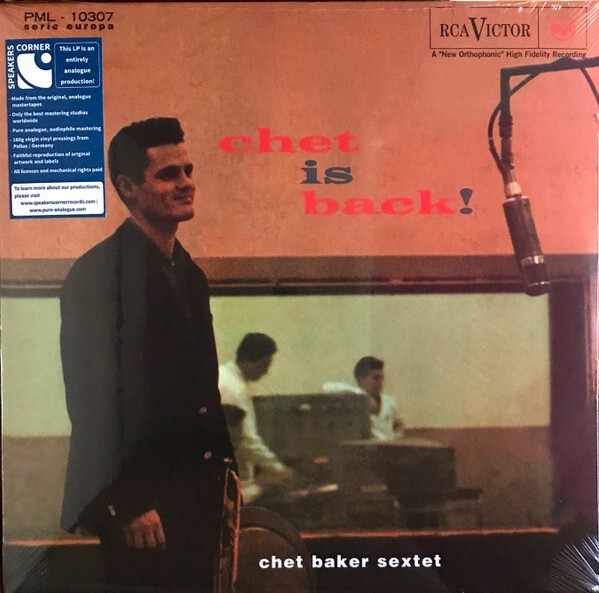 PML - 10307
serie europa
SPEAKERS
CORNER
This LP is an
entirely
analogue
production!
- Made from the original, analogue
mastertapes
- Only the best mastering studios
worldwide
- Pure analogue, audiophile mastering
- 180g virgin vinyl pressings from
Pallas / Germany
- Faithful reproduction of original
artwork and labels
- All licences and mechanical rights paid
To learn more about our productions,
please visit
www.speakerscornerrecords.com /
www.pure-analogue.com
RCA VICTOR
A "New Orthophonic" High Fidelity Recording
chet
is
back!
chet baker sextet